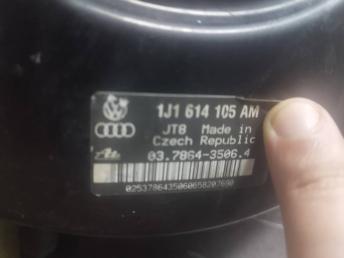 1J1 614 105 AM
JT8 Made in
Czech Republic
03.7864-3506.4